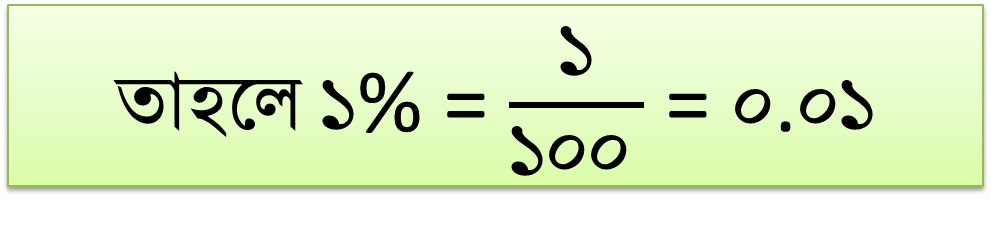 তাহলে ১% = ১/১০০ = ০.০১